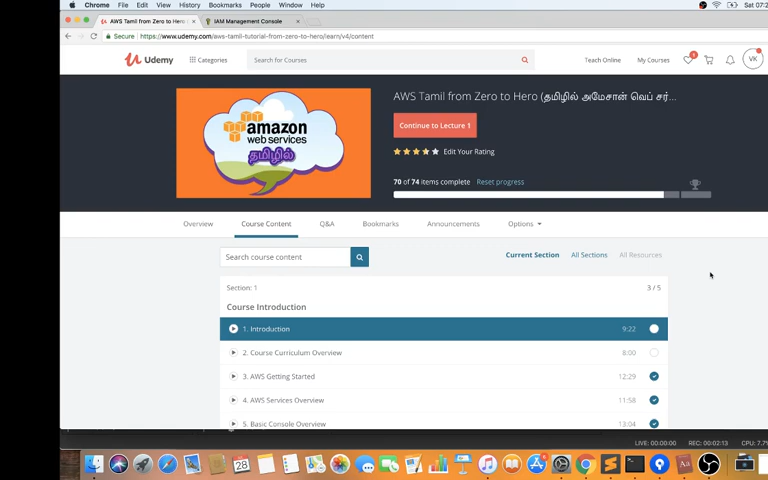 Chrome File Edit View History Bookmarks People Window Help
AWS Tamil from Zero to Hero (
IAM Management Console
Secure https://www.udemy.com/aws-tamil-tutorial-from-zero-to-hero/learn/v4/content
Udemy Categories Search for Courses Teach Online My Courses 1 VK
AWS Tamil from Zero to Hero (தமிழில் அமேசான் வெப் சர்...
amazon
web services
தமிழில்
Continue to Lecture 1
Edit Your Rating
70 of 74 items complete Reset progress
Overview Course Content Q&A Bookmarks Announcements Options
Search course content
Current Section All Sections All Resources
Section: 1 3 / 5
Course Introduction
1. Introduction 9:22
2. Course Curriculum Overview 8:00
3. AWS Getting Started 12:29
4. AWS Services Overview 11:58
5. Basic Console Overview 13:04
LIVE: 00:00:00 REC: 00:02:13
28